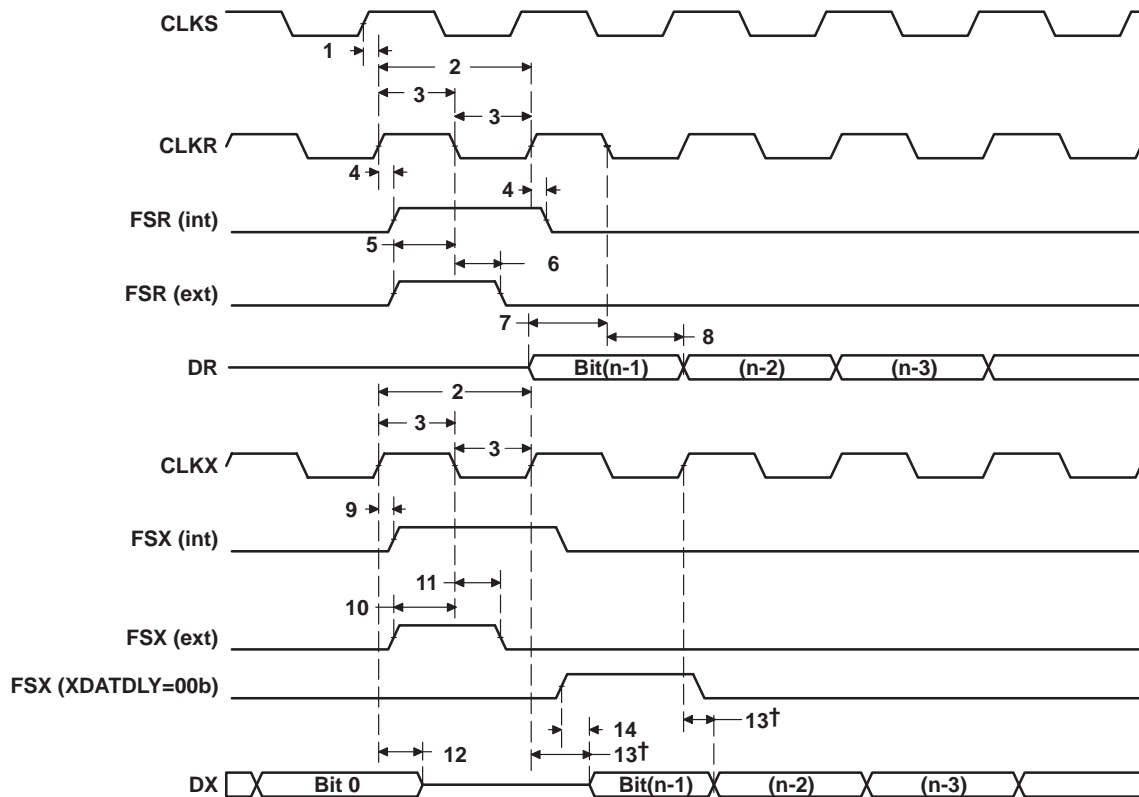 CLKS
1
2
3
3
CLKR
4
4
FSR (int)
5
6
FSR (ext)
7
8
DR Bit(n-1) (n-2) (n-3)
2
3
3
CLKX
9
FSX (int)
11
10
FSX (ext)
FSX (XDATDLY=00b)
14
13†
12
13†
DX Bit 0 Bit(n-1) (n-2) (n-3)